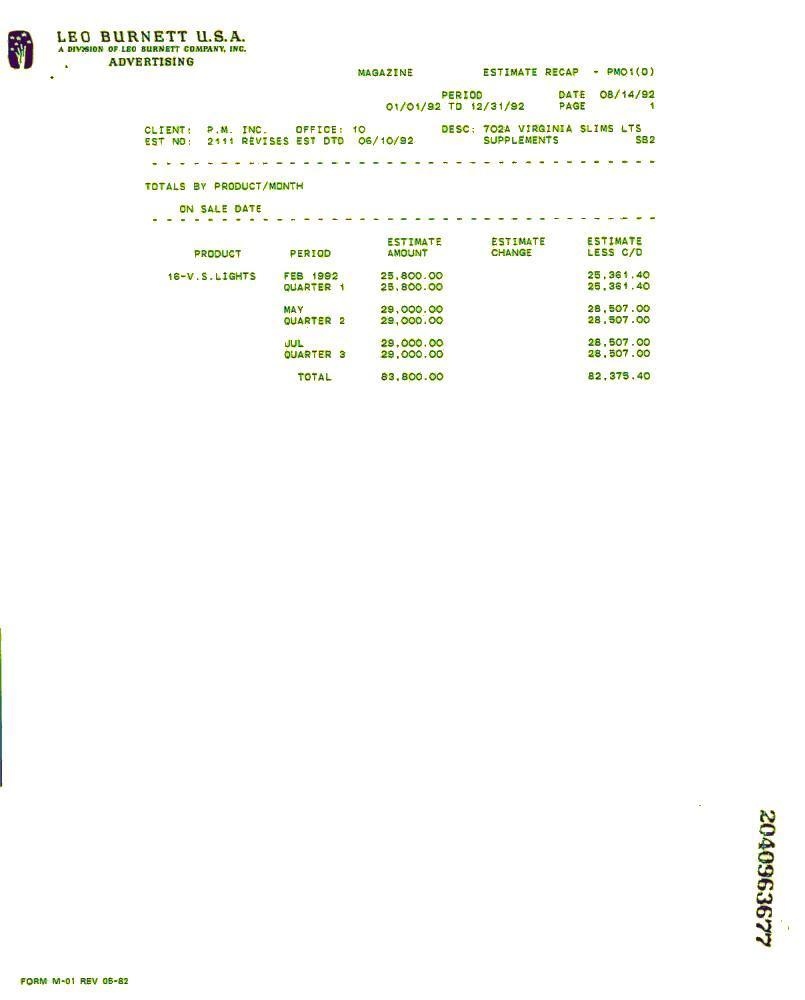 LEO BURNETT U.S.A.
A DIVISION OF LEO BURNETT COMPANY, INC.
ADVERTISING
MAGAZINE ESTIMATE RECAP - PM01(0)
PERIOD DATE 08/14/92
01/01/92 TO 12/31/92 PAGE 1
CLIENT: P.M. INC. OFFICE: 10 DESC: 702A VIRGINIA SLIMS LTS
EST NO: 2111 REVISES EST DTD 06/10/92 SUPPLEMENTS SB2
TOTALS BY PRODUCT/MONTH
ON SALE DATE
ESTIMATE ESTIMATE ESTIMATE
PRODUCT PERIOD AMOUNT CHANGE LESS C/D
16-V.S.LIGHTS FEB 1992 25,800.00 25,361.40
QUARTER 1 25,800.00 25,361.40
MAY 29,000.00 28,507.00
QUARTER 2 29,000.00 28,507.00
JUL 29,000.00 28,507.00
QUARTER 3 29,000.00 28,507.00
TOTAL 83,800.00 82,375.40
2040963677
FORM M-01 REV 05-82